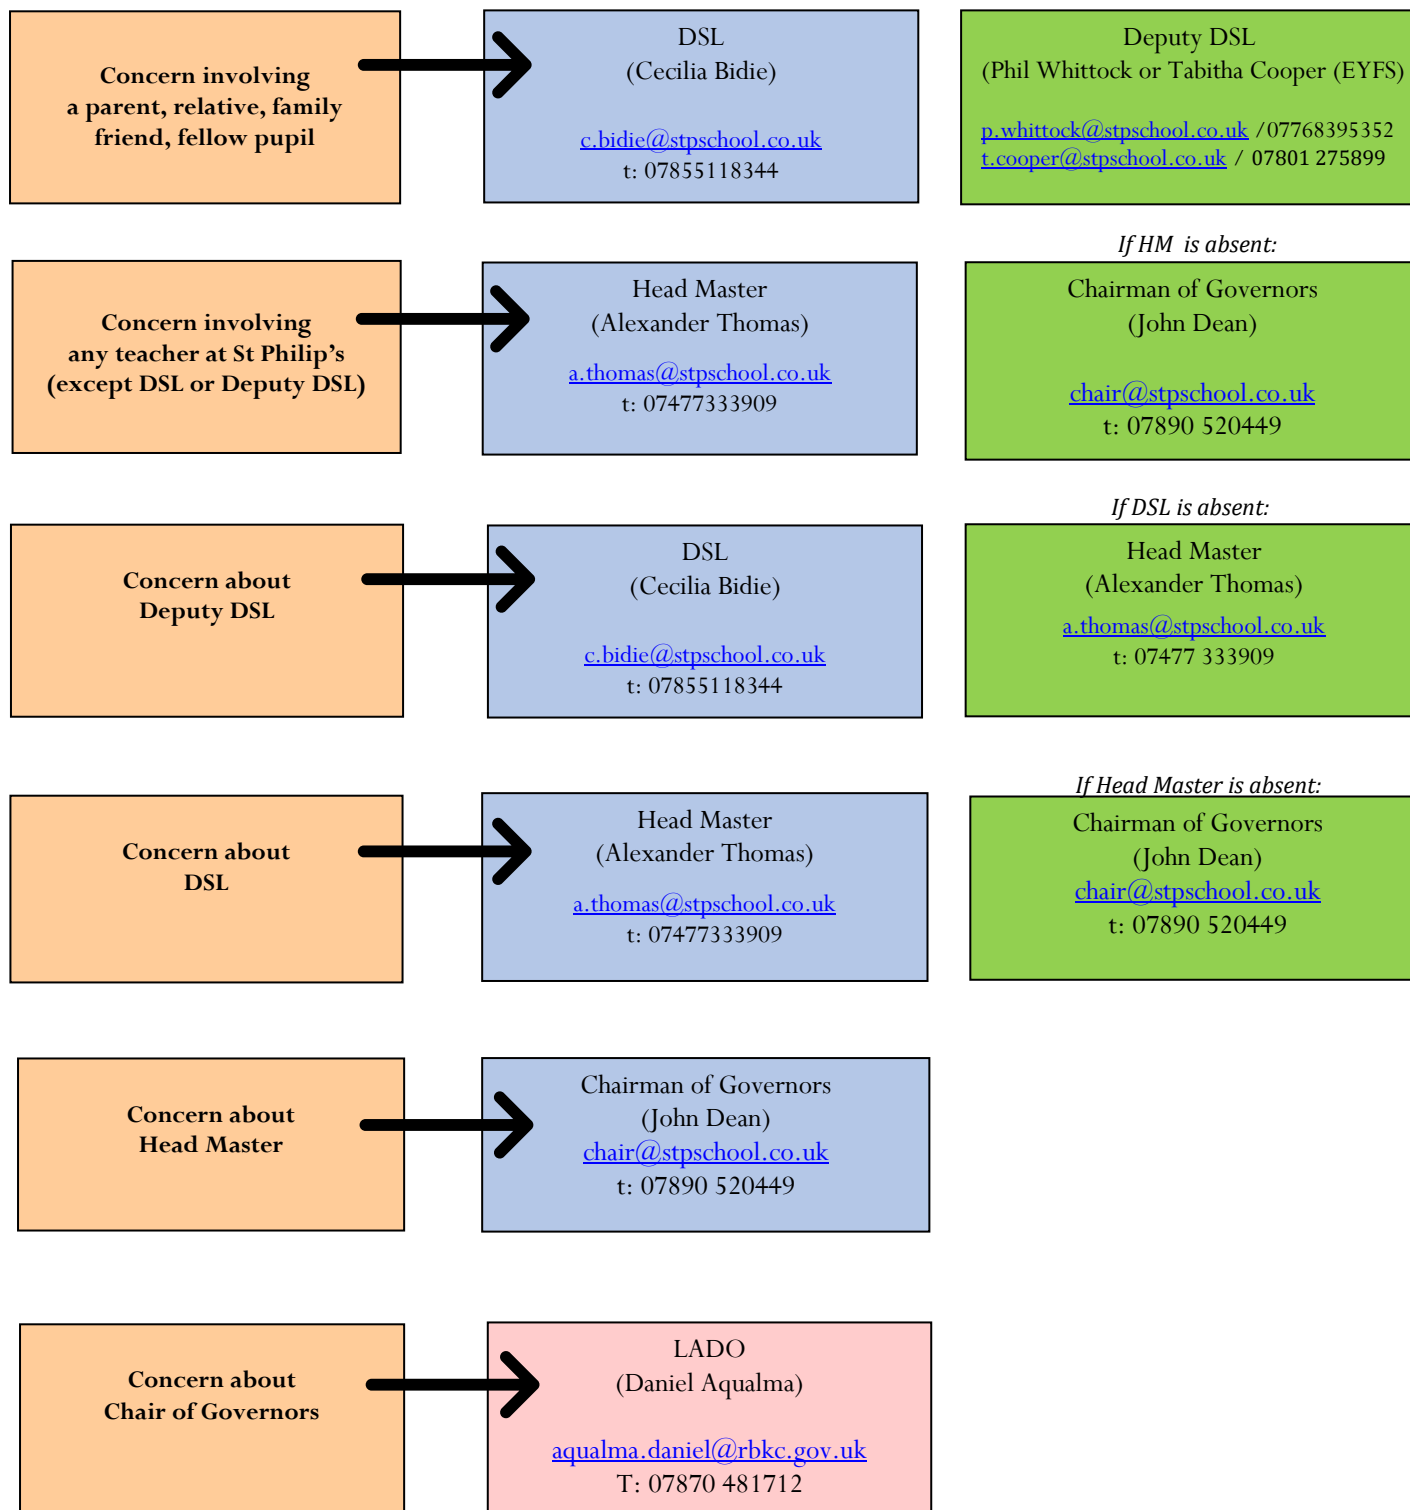 Concern involving
a parent, relative, family
friend, fellow pupil
DSL
(Cecilia Bidie)
c.bidie@stpschool.co.uk
t: 07855118344
Deputy DSL
(Phil Whittock or Tabitha Cooper (EYFS)
p.whittock@stpschool.co.uk /07768395352
t.cooper@stpschool.co.uk / 07801 275899
Concern involving
any teacher at St Philip’s
(except DSL or Deputy DSL)
Head Master
(Alexander Thomas)
a.thomas@stpschool.co.uk
t: 07477333909
If HM is absent:
Chairman of Governors
(John Dean)
chair@stpschool.co.uk
t: 07890 520449
Concern about
Deputy DSL
DSL
(Cecilia Bidie)
c.bidie@stpschool.co.uk
t: 07855118344
If DSL is absent:
Head Master
(Alexander Thomas)
a.thomas@stpschool.co.uk
t: 07477 333909
Concern about
DSL
Head Master
(Alexander Thomas)
a.thomas@stpschool.co.uk
t: 07477333909
If Head Master is absent:
Chairman of Governors
(John Dean)
chair@stpschool.co.uk
t: 07890 520449
Concern about
Head Master
Chairman of Governors
(John Dean)
chair@stpschool.co.uk
t: 07890 520449
Concern about
Chair of Governors
LADO
(Daniel Aqualma)
aqualma.daniel@rbkc.gov.uk
T: 07870 481712